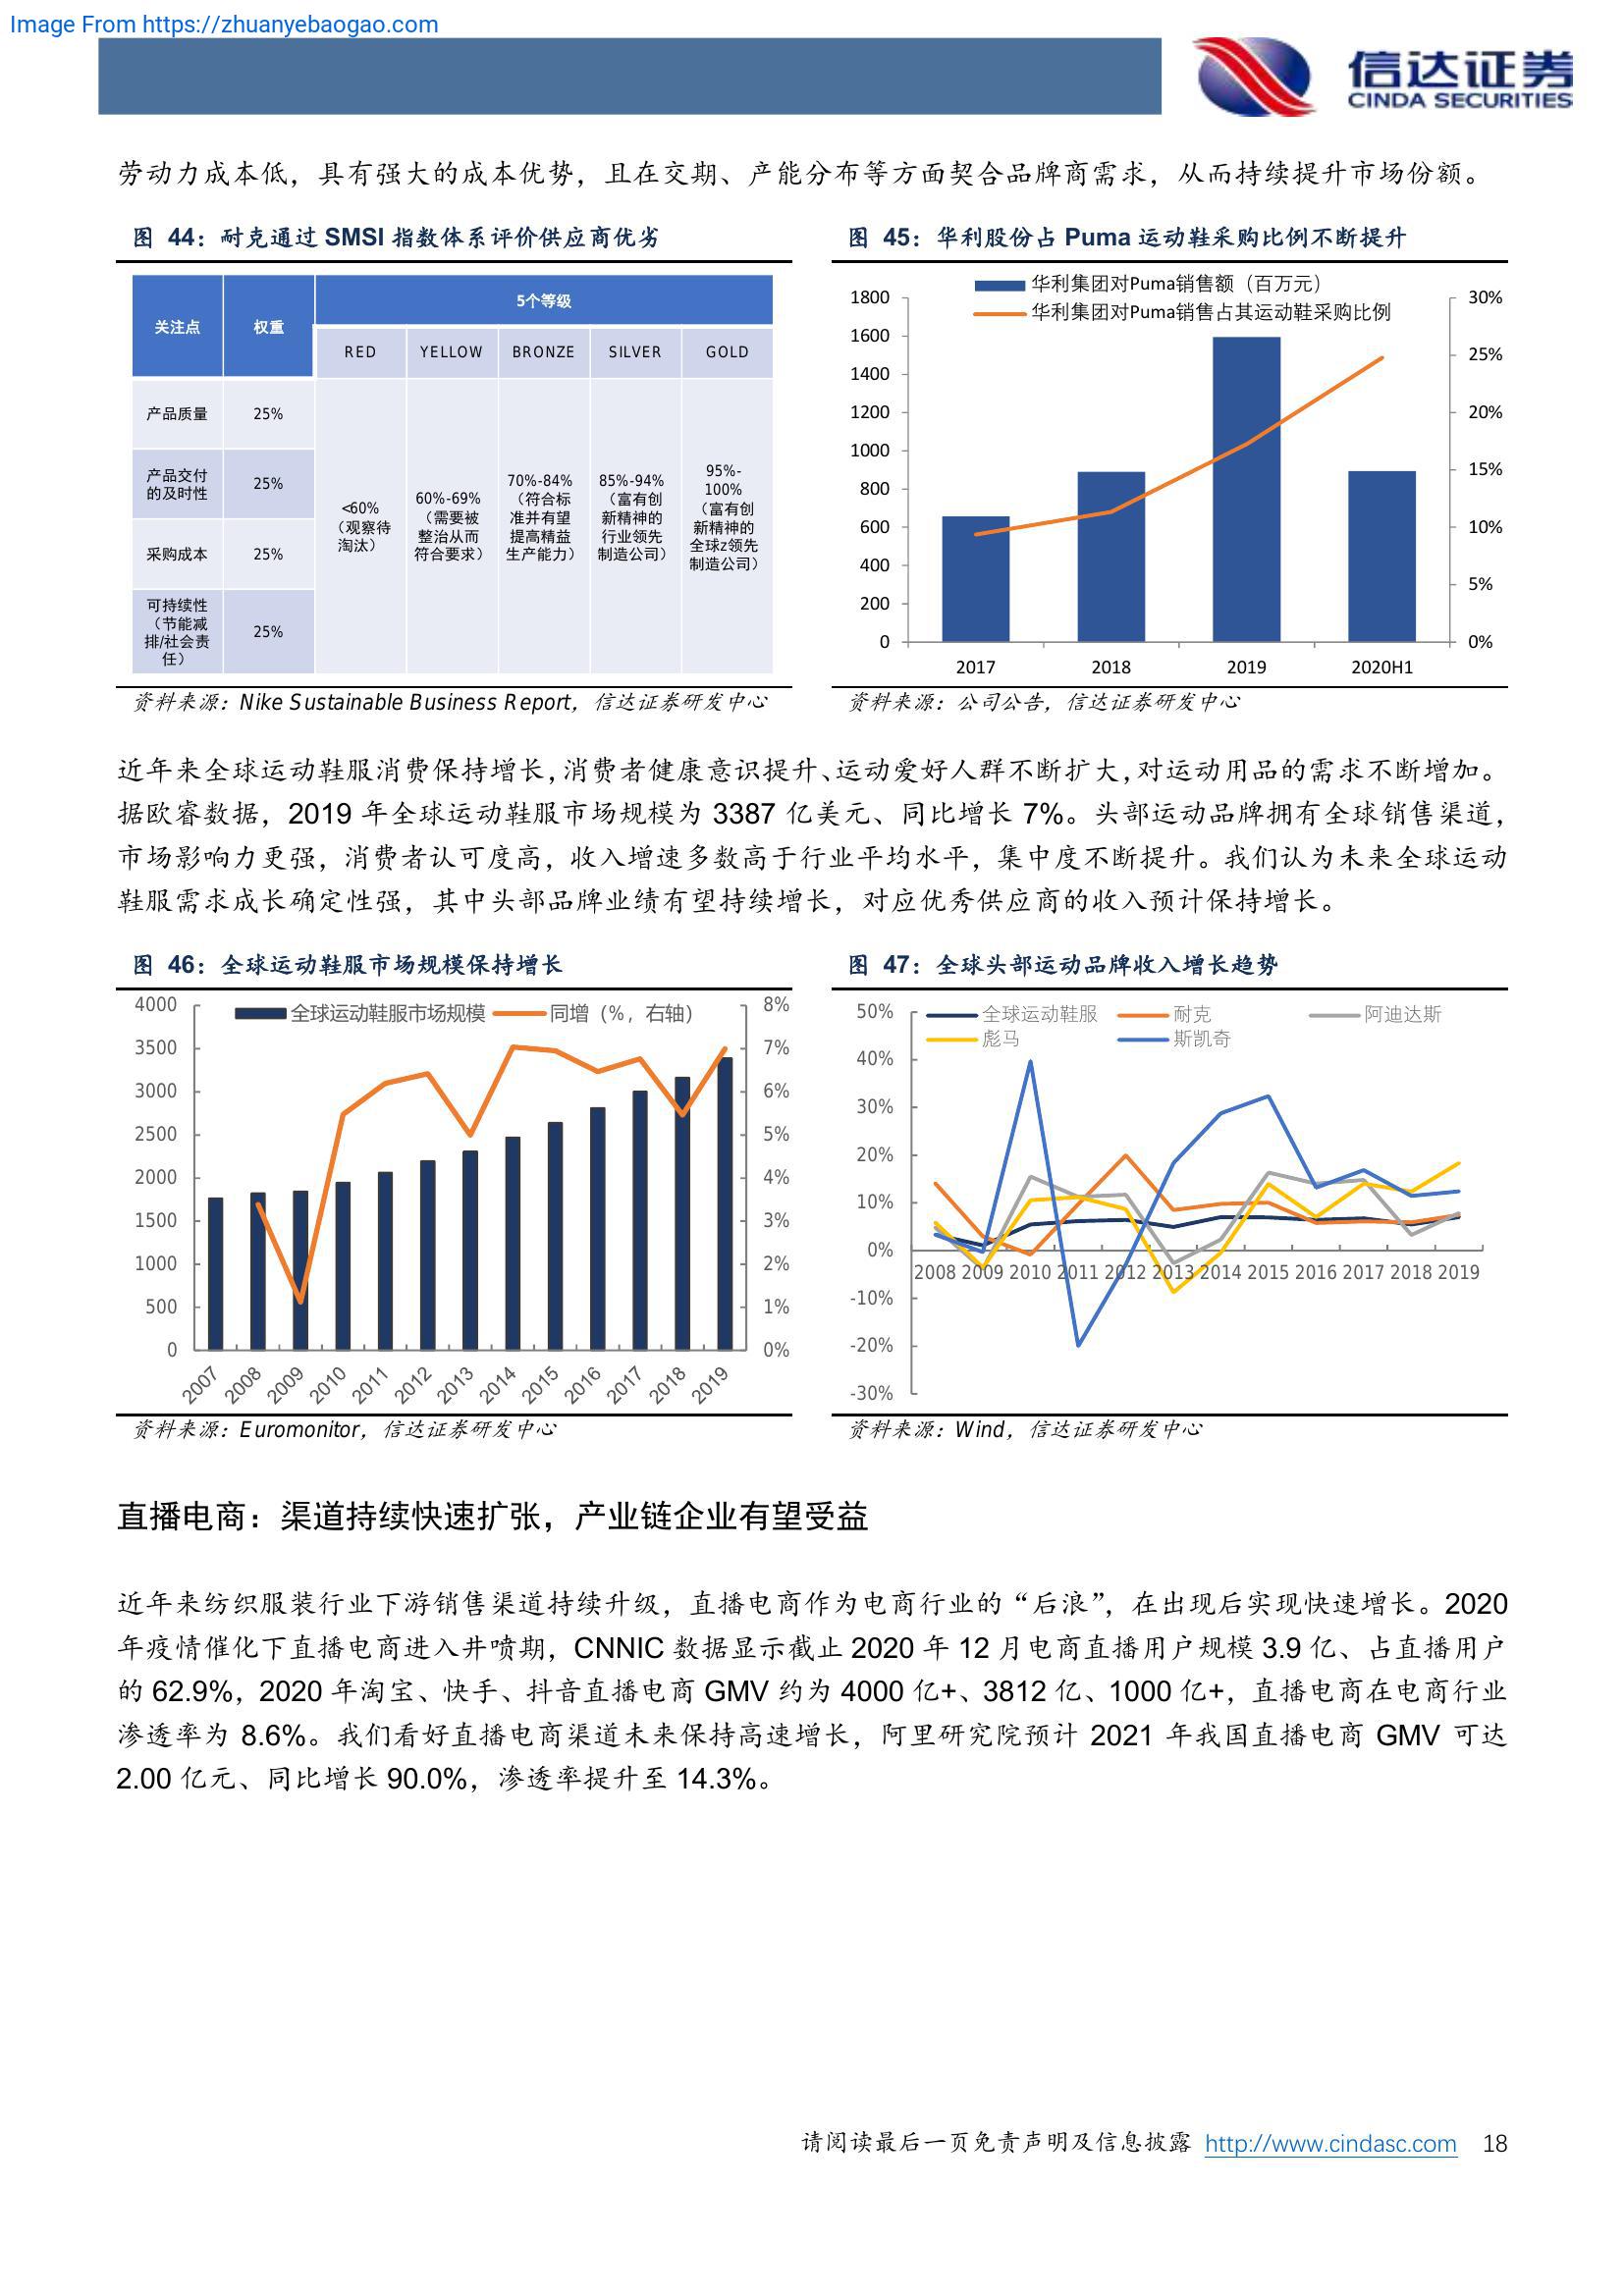 Image From https://zhuanyebaogao.com
信达证券
CINDA SECURITIES
劳动力成本低，具有强大的成本优势，且在交期、产能分布等方面契合品牌商需求，从而持续提升市场份额。
图 44：耐克通过 SMSI 指数体系评价供应商优劣
关注点
权重
5个等级
RED
YELLOW
BRONZE
SILVER
GOLD
产品质量
25%
产品交付
的及时性
25%
采购成本
25%
可持续性
（节能减
排/社会责
任）
25%
<60%
（观察待
淘汰）
60%-69%
（需要被
整治从而
符合要求）
70%-84%
（符合标
准并有望
提高精益
生产能力）
85%-94%
（富有创
新精神的
行业领先
制造公司）
95%-
100%
（富有创
新精神的
全球z领先
制造公司）
资料来源：Nike Sustainable Business Report，信达证券研发中心
图 45：华利股份占 Puma 运动鞋采购比例不断提升
华利集团对Puma销售额（百万元）
华利集团对Puma销售占其运动鞋采购比例
1800
1600
1400
1200
1000
800
600
400
200
0
30%
25%
20%
15%
10%
5%
0%
2017 2018 2019 2020H1
资料来源：公司公告，信达证券研发中心
近年来全球运动鞋服消费保持增长，消费者健康意识提升、运动爱好人群不断扩大，对运动用品的需求不断增加。
据欧睿数据，2019 年全球运动鞋服市场规模为 3387 亿美元、同比增长 7%。头部运动品牌拥有全球销售渠道，
市场影响力更强，消费者认可度高，收入增速多数高于行业平均水平，集中度不断提升。我们认为未来全球运动
鞋服需求成长确定性强，其中头部品牌业绩有望持续增长，对应优秀供应商的收入预计保持增长。
图 46：全球运动鞋服市场规模保持增长
全球运动鞋服市场规模
同增（%，右轴）
4000
3500
3000
2500
2000
1500
1000
500
0
8%
7%
6%
5%
4%
3%
2%
1%
0%
2007 2008 2009 2010 2011 2012 2013 2014 2015 2016 2017 2018 2019
资料来源：Euromonitor，信达证券研发中心
图 47：全球头部运动品牌收入增长趋势
全球运动鞋服 耐克 阿迪达斯
彪马 斯凯奇
50%
40%
30%
20%
10%
0%
-10%
-20%
-30%
2008 2009 2010 2011 2012 2013 2014 2015 2016 2017 2018 2019
资料来源：Wind，信达证券研发中心
直播电商：渠道持续快速扩张，产业链企业有望受益
近年来纺织服装行业下游销售渠道持续升级，直播电商作为电商行业的“后浪”，在出现后实现快速增长。2020
年疫情催化下直播电商进入井喷期，CNNIC 数据显示截止 2020 年 12 月电商直播用户规模 3.9 亿、占直播用户
的 62.9%，2020 年淘宝、快手、抖音直播电商 GMV 约为 4000 亿+、3812 亿、1000 亿+，直播电商在电商行业
渗透率为 8.6%。我们看好直播电商渠道未来保持高速增长，阿里研究院预计 2021 年我国直播电商 GMV 可达
2.00 亿元、同比增长 90.0%，渗透率提升至 14.3%。
请阅读最后一页免责声明及信息披露 http://www.cindasc.com 18